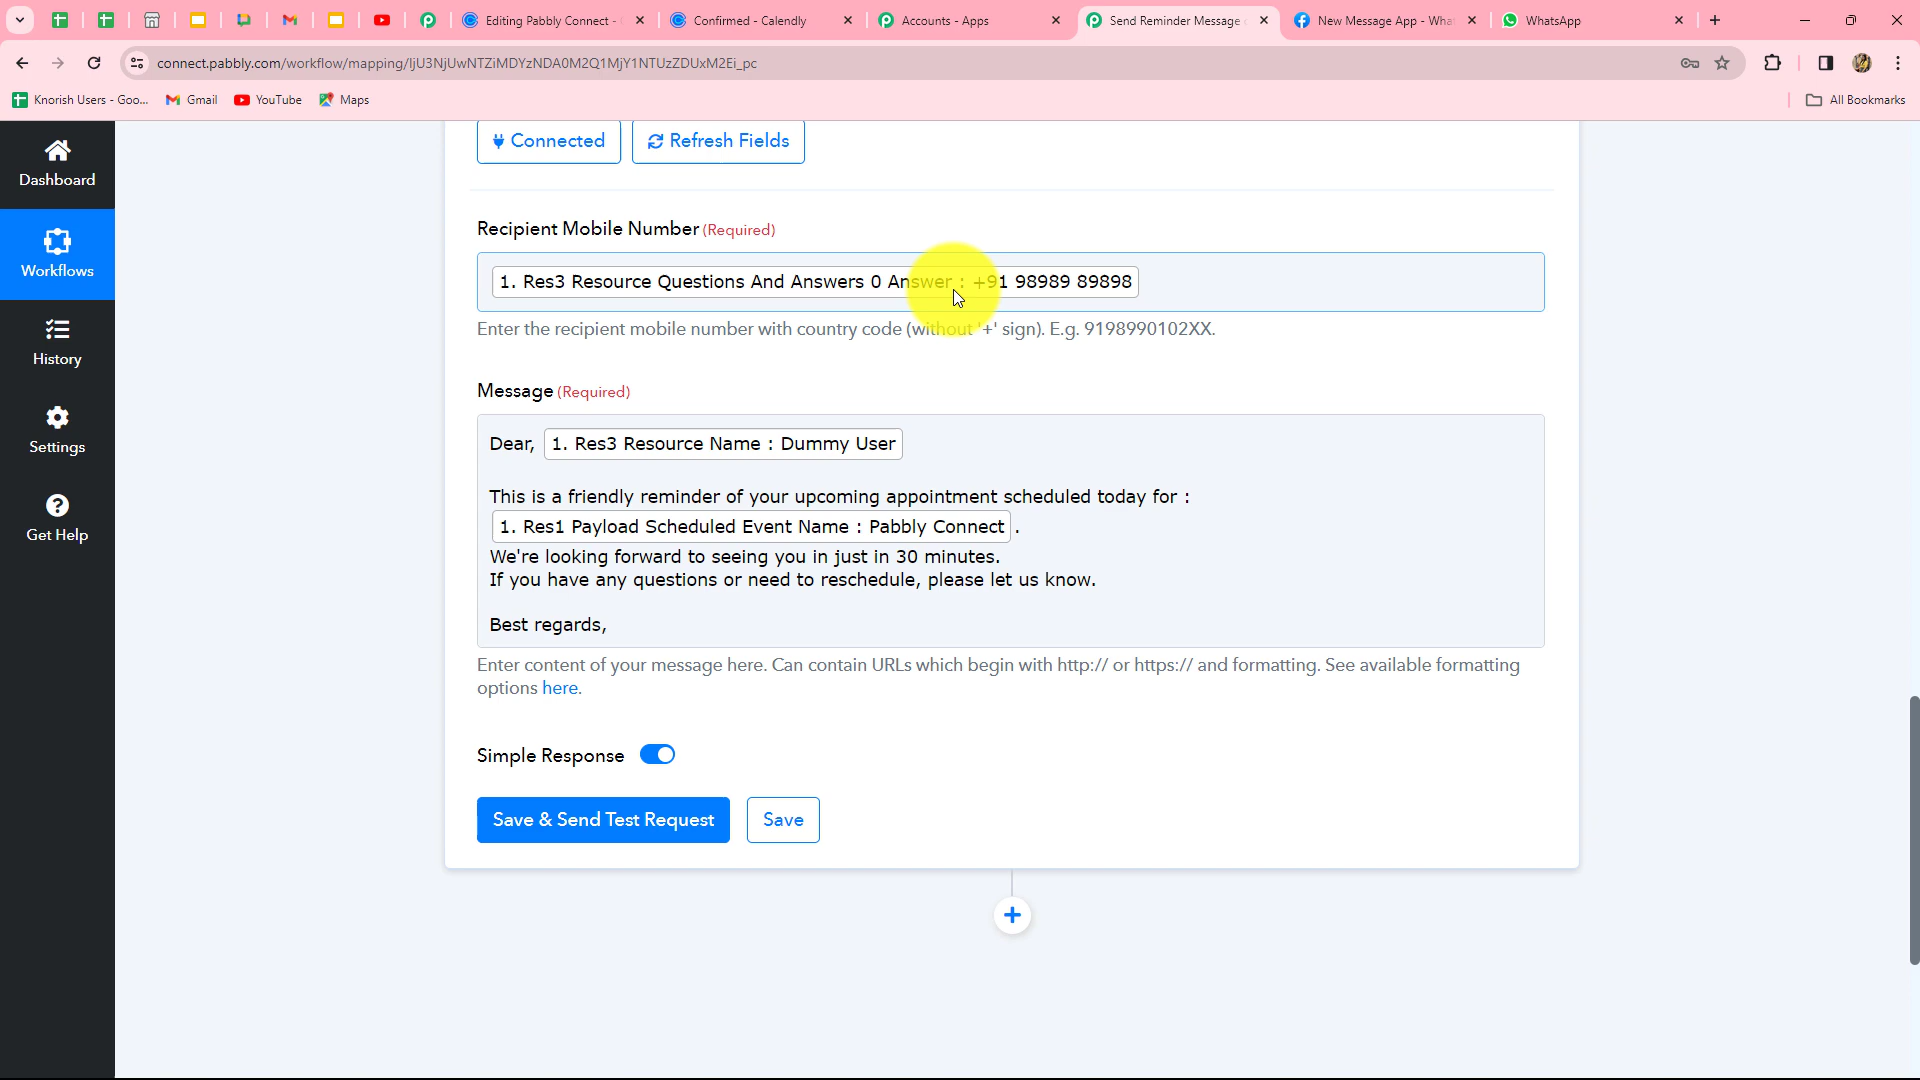 Editing Pabbly Connect -
Confirmed - Calendly
Accounts - Apps
Send Reminder Message
New Message App - Wha
WhatsApp
connect.pabbly.com/workflow/mapping/IjU3NjUwNTZiMDYzNDA0M2Q1MjY1NTUzZDUxM2Ei_pc
Knorish Users - Goo...
Gmail
YouTube
Maps
All Bookmarks
Dashboard
Workflows
History
Settings
Get Help
Connected
Refresh Fields
Recipient Mobile Number (Required)
1. Res3 Resource Questions And Answers 0 Answer : +91 98989 89898
Enter the recipient mobile number with country code (without '+' sign). E.g. 9198990102XX.
Message (Required)
Dear, 1. Res3 Resource Name : Dummy User
This is a friendly reminder of your upcoming appointment scheduled today for :
1. Res1 Payload Scheduled Event Name : Pabbly Connect .
We're looking forward to seeing you in just in 30 minutes.
If you have any questions or need to reschedule, please let us know.
Best regards,
Enter content of your message here. Can contain URLs which begin with http:// or https:// and formatting. See available formatting
options here.
Simple Response
Save & Send Test Request
Save